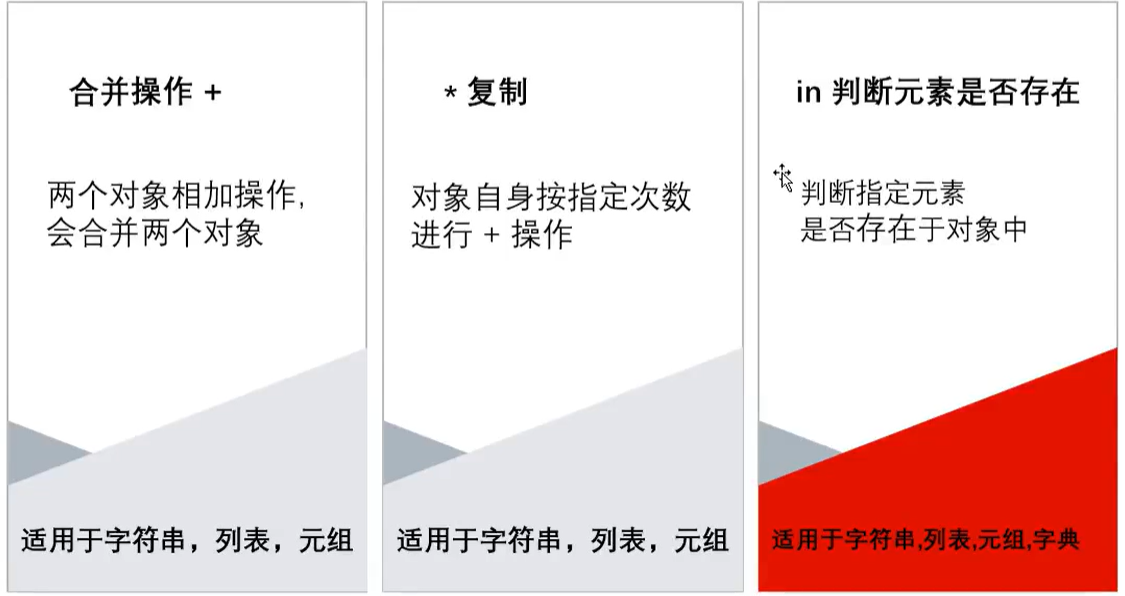 合并操作 +
两个对象相加操作,
会合并两个对象
适用于字符串，列表，元组
* 复制
对象自身按指定次数
进行 + 操作
适用于字符串，列表，元组
in 判断元素是否存在
判断指定元素
是否存在于对象中
适用于字符串,列表,元组,字典